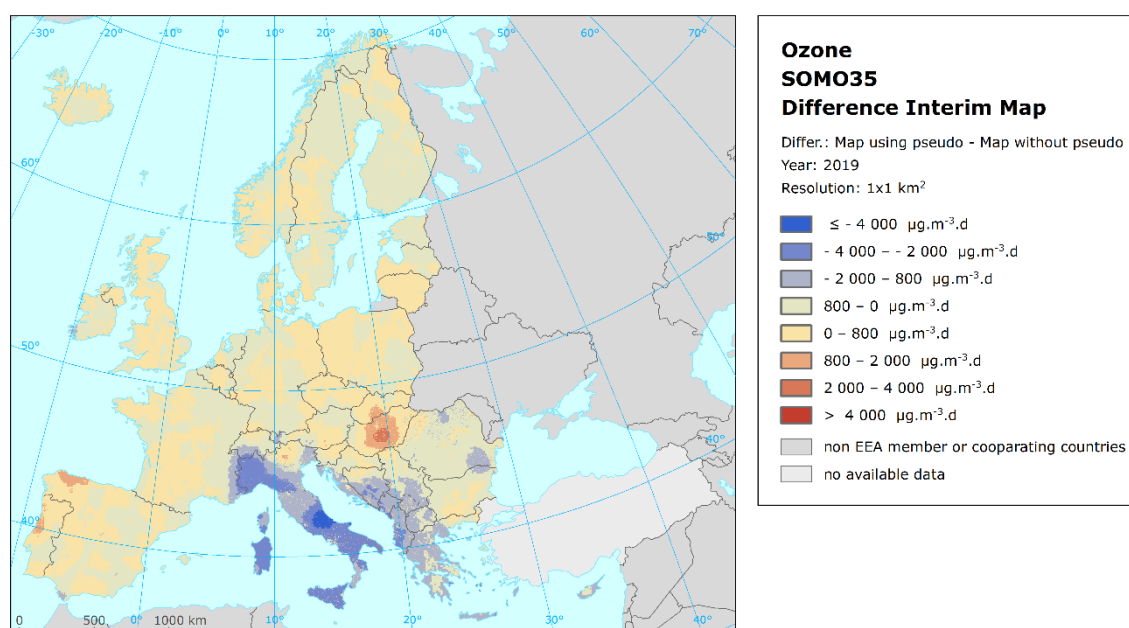 -30°
-20°
-10°
0°
10°
20°
30°
40°
50°
60°
70°
60°
50°
50°
40°
40°
0
500
1000 km
0°
10°
20°
30°
40°
Ozone
SOMO35
Difference Interim Map
Differ.: Map using pseudo - Map without pseudo
Year: 2019
Resolution: 1x1 km²
≤ - 4 000 µg.m⁻³.d
- 4 000 – - 2 000 µg.m⁻³.d
- 2 000 – 800 µg.m⁻³.d
800 – 0 µg.m⁻³.d
0 – 800 µg.m⁻³.d
800 – 2 000 µg.m⁻³.d
2 000 – 4 000 µg.m⁻³.d
> 4 000 µg.m⁻³.d
non EEA member or cooparating countries
no available data